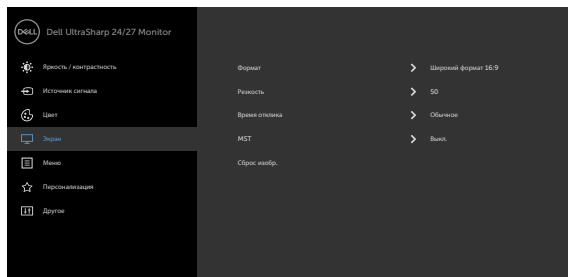 DELL Dell UltraSharp 24/27 Monitor
Яркость / контрастность
Формат Широкий формат 16:9
Источник сигнала
Резкость 50
Цвет
Время отклика Обычное
Экран
MST Выкл.
Меню
Сброс изобр.
Персонализация
Другое